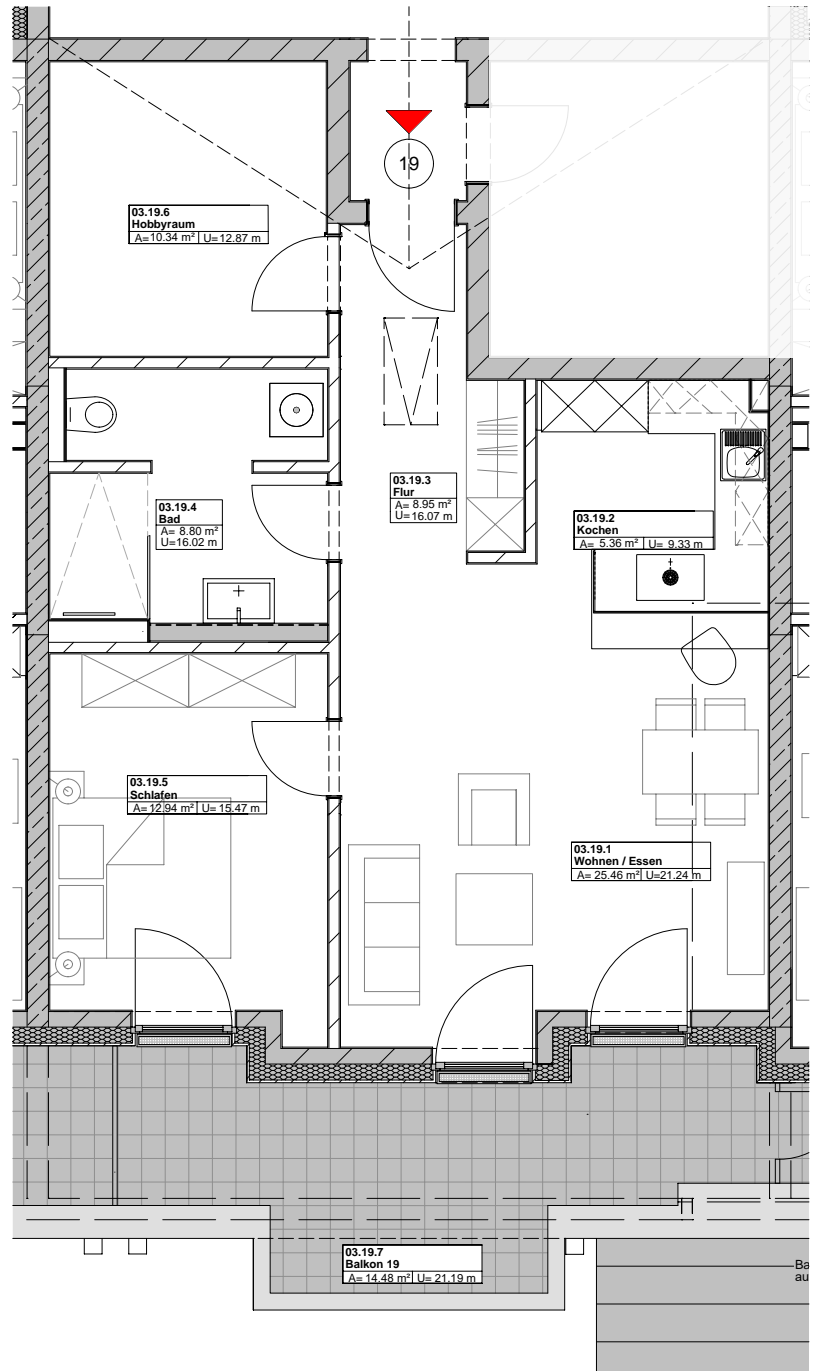 19
03.19.6
Hobbyraum
A= 10.34 m² U= 12.87 m
03.19.3
Flur
A= 8.95 m²
U= 16.07 m
03.19.4
Bad
A= 8.80 m²
U=16.02 m
03.19.2
Kochen
A= 5.36 m² U= 9.33 m
03.19.5
Schlafen
A= 12.94 m² U= 15.47 m
03.19.1
Wohnen / Essen
A= 25.46 m² U=21.24 m
03.19.7
Balkon 19
A= 14.48 m² U= 21.19 m
Ba
au